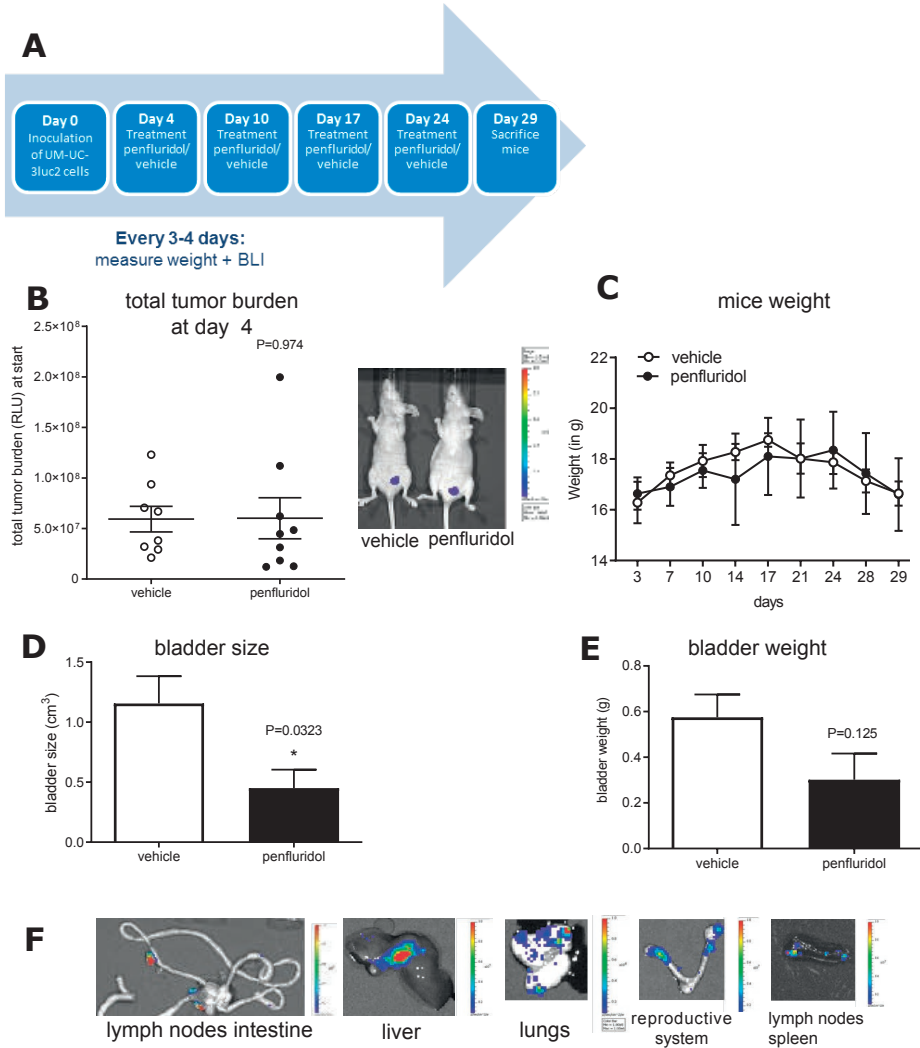 A
Day 0
Inoculation
of UM-UC-
3luc2 cells
Day 4
Treatment
penfluridol/
vehicle
Day 10
Treatment
penfluridol/
vehicle
Day 17
Treatment
penfluridol/
vehicle
Day 24
Treatment
penfluridol/
vehicle
Day 29
Sacrifice
mice
Every 3-4 days:
measure weight + BLI
B
total tumor burden
at day 4
total tumor burden (RLU) at start
2.5×10⁸
2.0×10⁸
1.5×10⁸
1.0×10⁸
5.0×10⁷
0
P=0.974
vehicle
penfluridol
vehicle
penfluridol
C
mice weight
vehicle
penfluridol
Weight (in g)
22
20
18
16
14
3 7 10 14 17 21 24 28 29
days
D
bladder size
bladder size (cm³)
1.5
1.0
0.5
0.0
P=0.0323
*
vehicle
penfluridol
E
bladder weight
bladder weight (g)
0.8
0.6
0.4
0.2
0.0
P=0.125
vehicle
penfluridol
F
lymph nodes intestine
liver
lungs
reproductive
system
lymph nodes
spleen